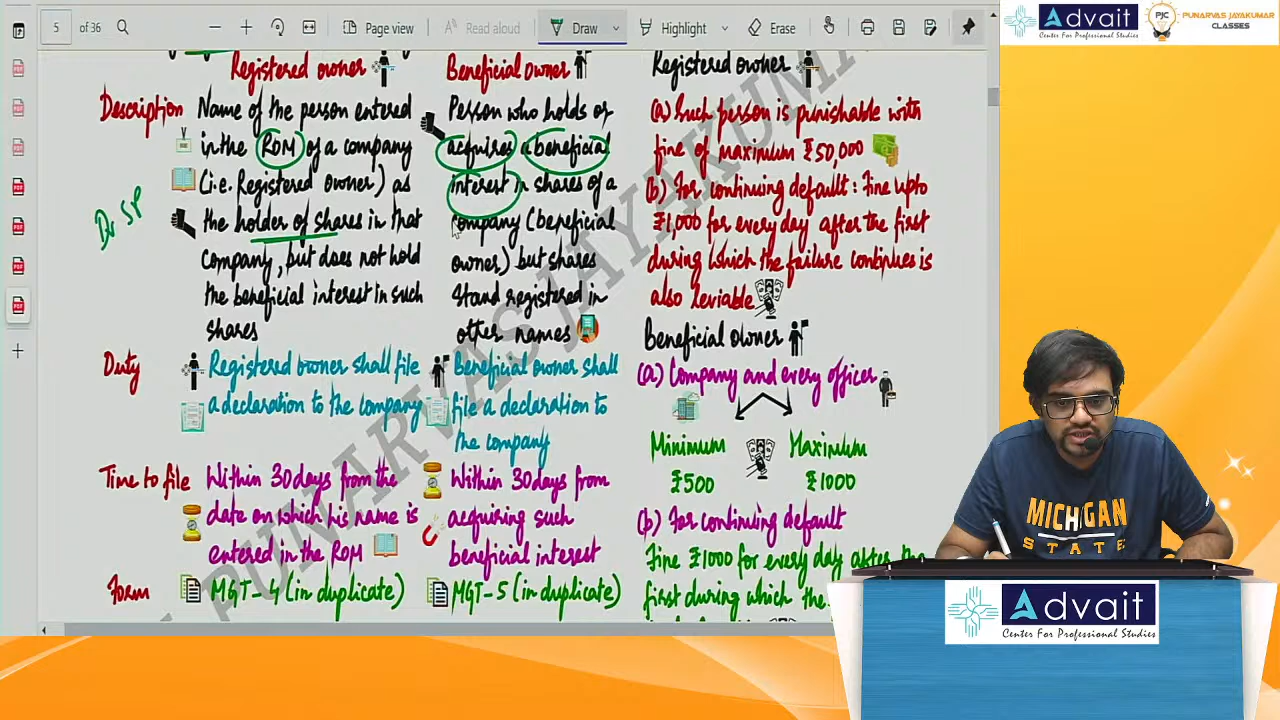 5 of 36
Page view
Read aloud
Draw
Highlight
Erase
Advait
Center For Professional Studies
PJC
PUNARVAS JAYAKUMAR
CLASSES
Registered owner
Beneficial owner
Registered owner
Description
Name of the person entered
in the ROM of a company
(i.e. Registered owner) as
the holder of shares in that
company, but does not hold
the beneficial interest in such
shares
Person who holds or
acquires a beneficial
interest in shares of a
company (beneficial
owner) but shares
stand registered in
other names
(a) Such person is punishable with
fine of maximum ₹50,000
(b) For continuing default: Fine upto
₹1,000 for every day after the first
during which the failure continues is
also leviable
Beneficial owner
(a) Company and every officer
Minimum Maximum
₹500 ₹1000
(b) For continuing default
Fine ₹1000 for every day after the
first during which the
Duty
Registered owner shall file
a declaration to the company
Beneficial owner shall
file a declaration to
the company
Time to file
Within 30 days from the
date on which his name is
entered in the ROM
Within 30 days from
acquiring such
beneficial interest
Form
MGT-4 (in duplicate)
MGT-5 (in duplicate)
PUNARVAS JAYAKUM
MICHIGAN
STATE
Advait
Center For Professional Studies